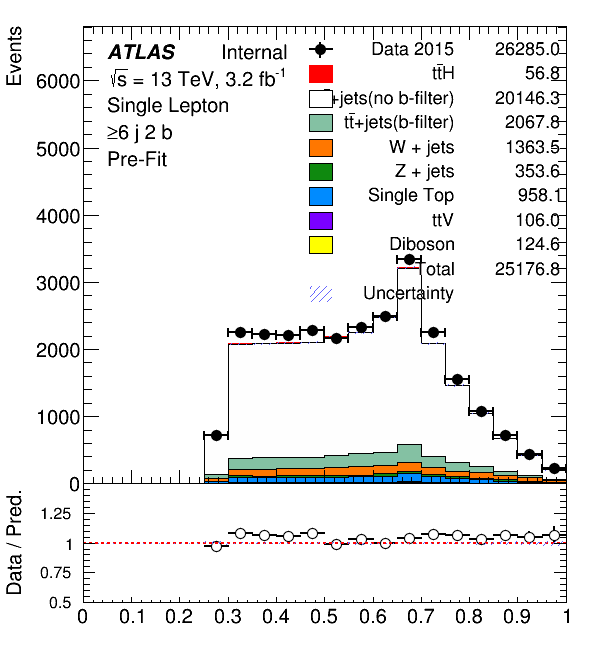 Events
ATLAS Internal
√s = 13 TeV, 3.2 fb-1
Single Lepton
≥6 j 2 b
Pre-Fit
Data 2015 26285.0
tt̄H 56.8
+jets(no b-filter) 20146.3
tt̄+jets(b-filter) 2067.8
W + jets 1363.5
Z + jets 353.6
Single Top 958.1
ttV 106.0
Diboson 124.6
Total 25176.8
Uncertainty
6000
5000
4000
3000
2000
1000
0
Data / Pred.
1.25
1
0.75
0.5
0 0.1 0.2 0.3 0.4 0.5 0.6 0.7 0.8 0.9 1